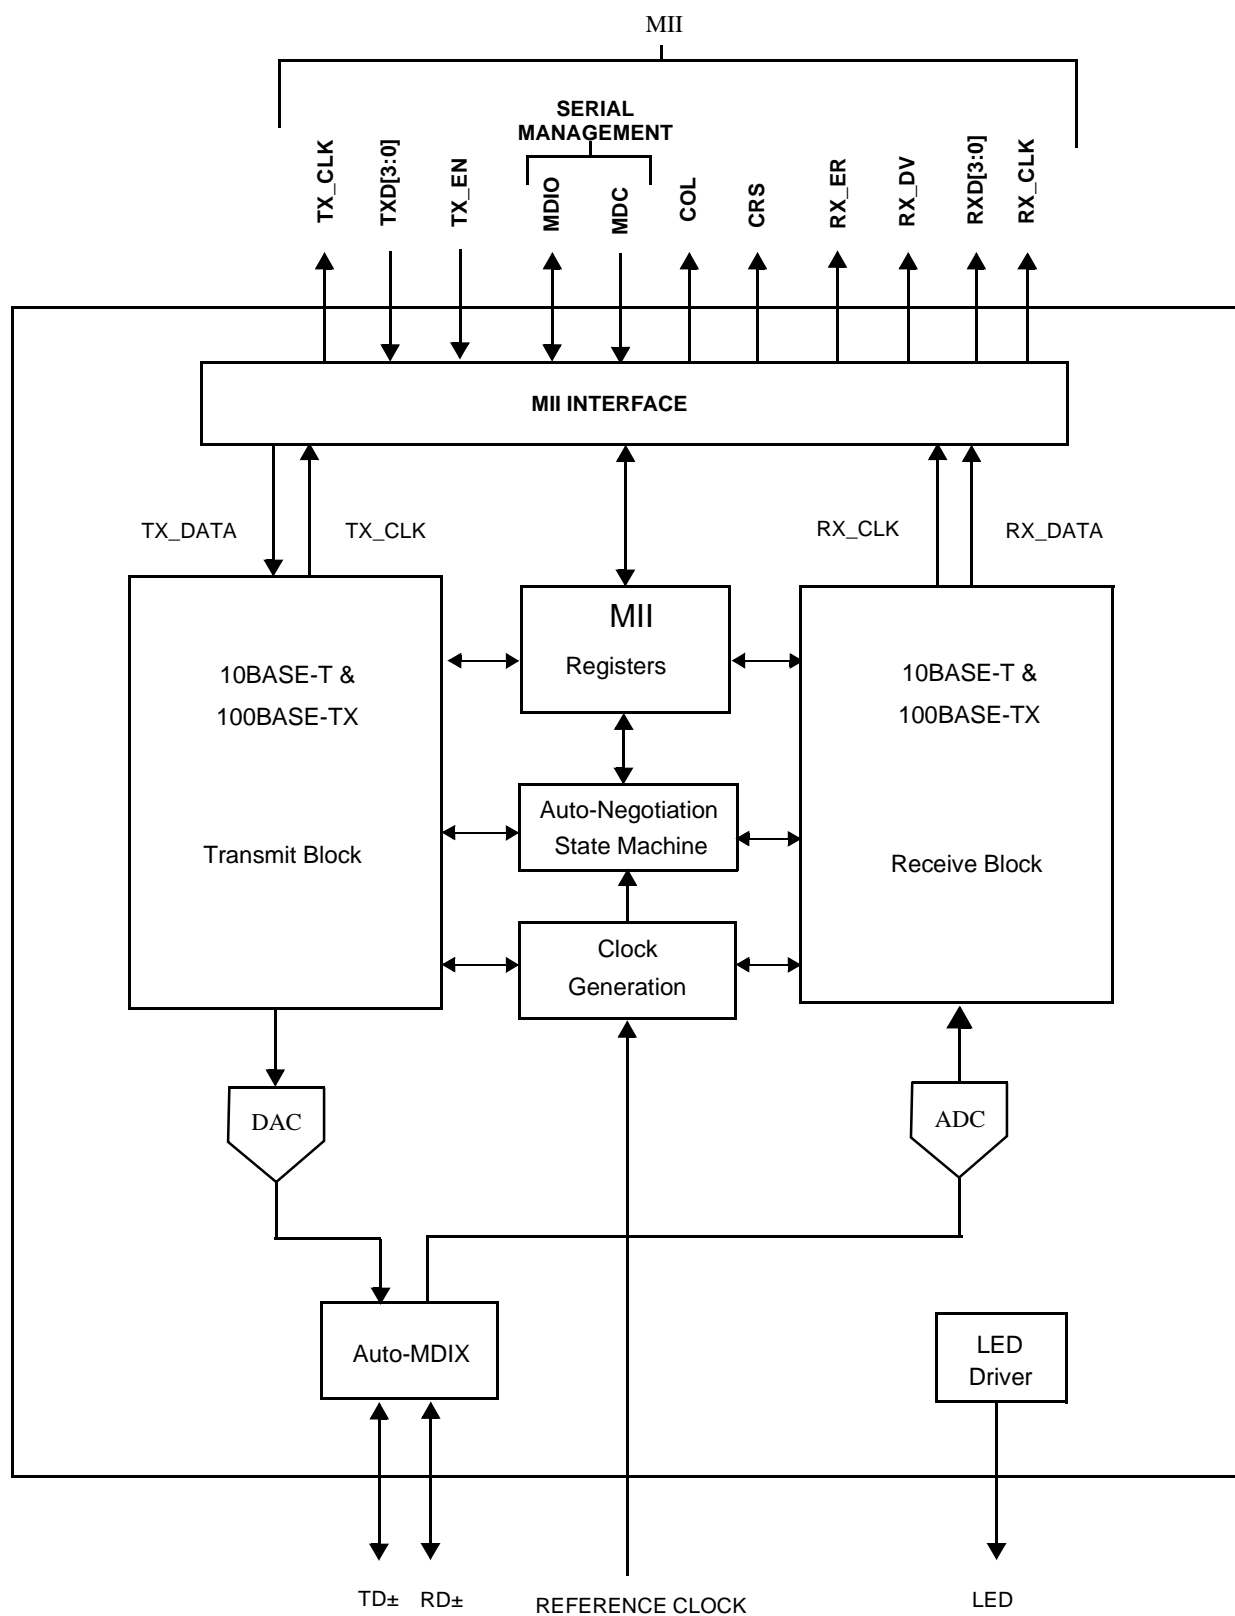 MII
SERIAL
MANAGEMENT
TX_CLK
TXD[3:0]
TX_EN
MDIO
MDC
COL
CRS
RX_ER
RX_DV
RXD[3:0]
RX_CLK
MII INTERFACE
TX_DATA
TX_CLK
RX_CLK
RX_DATA
10BASE-T &
100BASE-TX
Transmit Block
MII
Registers
Auto-Negotiation
State Machine
Clock
Generation
10BASE-T &
100BASE-TX
Receive Block
DAC
ADC
Auto-MDIX
LED
Driver
TD±
RD±
REFERENCE CLOCK
LED